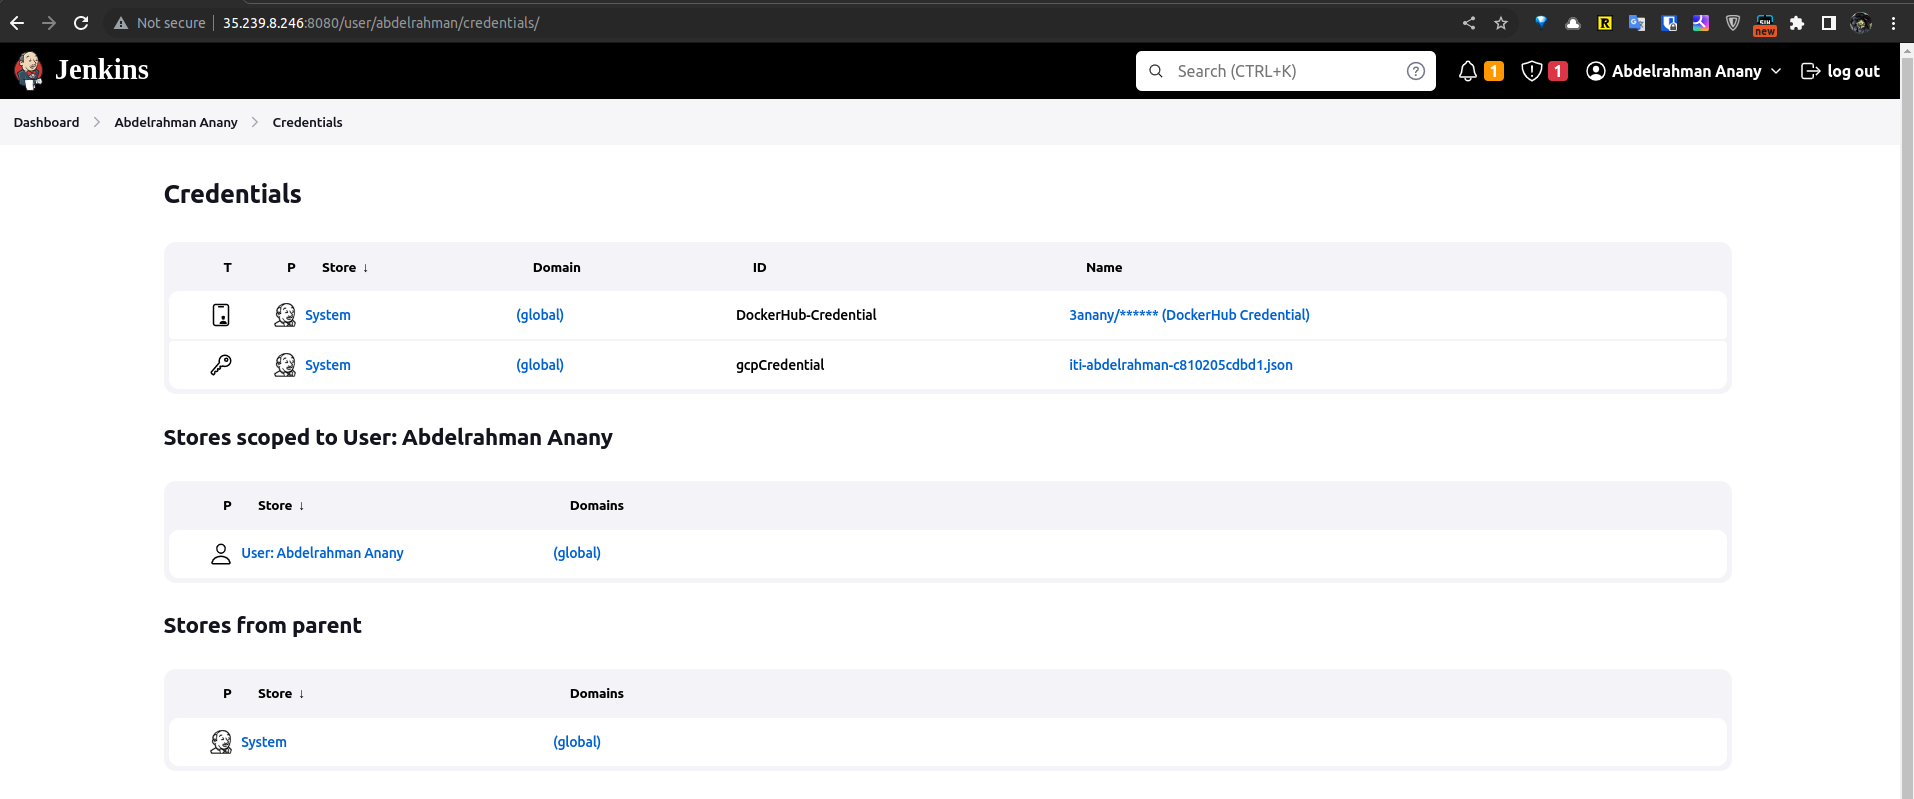 Not secure 35.239.8.246:8080/user/abdelrahman/credentials/
new
Jenkins
Search (CTRL+K)
1
1
Abdelrahman Anany
log out
Dashboard Abdelrahman Anany Credentials
Credentials
T P Store ↓ Domain ID Name
System (global) DockerHub-Credential 3anany/****** (DockerHub Credential)
System (global) gcpCredential iti-abdelrahman-c810205cdbd1.json
Stores scoped to User: Abdelrahman Anany
P Store ↓ Domains
User: Abdelrahman Anany (global)
Stores from parent
P Store ↓ Domains
System (global)